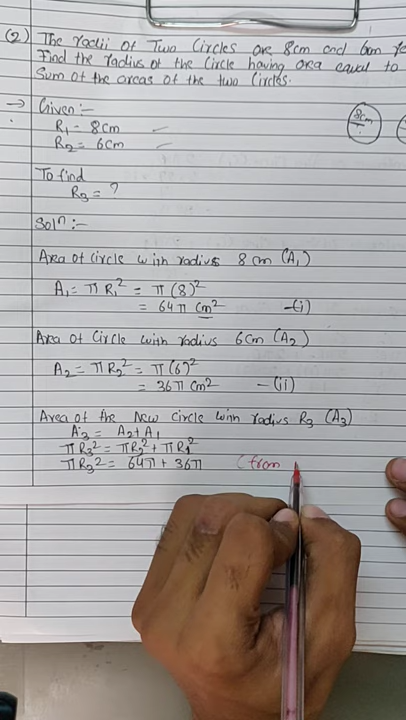 (2) The radii of Two Circles are 8cm and 6cm
Find the radius of the Circle having area equal to
Sum of the areas of the two Circles.
→ Given :-
R₁ = 8cm
R₂ = 6cm
8cm
To find
R₃ = ?
Solⁿ :-
Area of circle with radius 8 cm (A₁)
A₁ = π R₁² = π (8)²
= 64 π cm² -(i)
Area of Circle with radius 6cm (A₂)
A₂ = π R₂² = π (6)²
= 36π cm² - (ii)
Area of the New circle with radius R₃ (A₃)
A₃ = A₂ + A₁
πR₃² = πR₂² + πR₁²
πR₃² = 64π + 36π (from